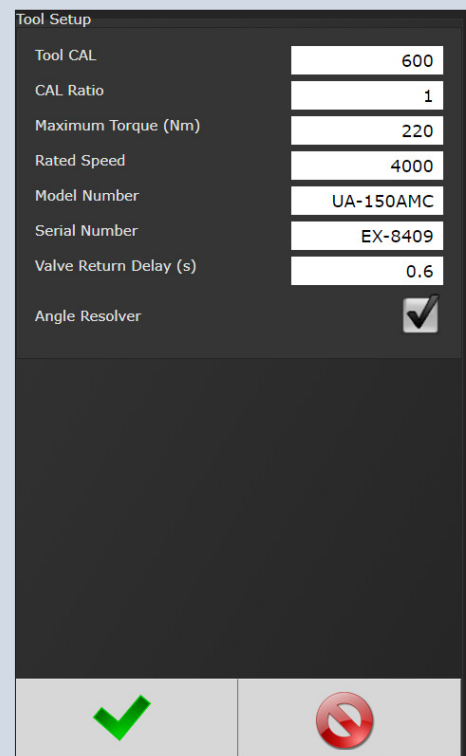 Tool Setup
Tool CAL 600
CAL Ratio 1
Maximum Torque (Nm) 220
Rated Speed 4000
Model Number UA-150AMC
Serial Number EX-8409
Valve Return Delay (s) 0.6
Angle Resolver